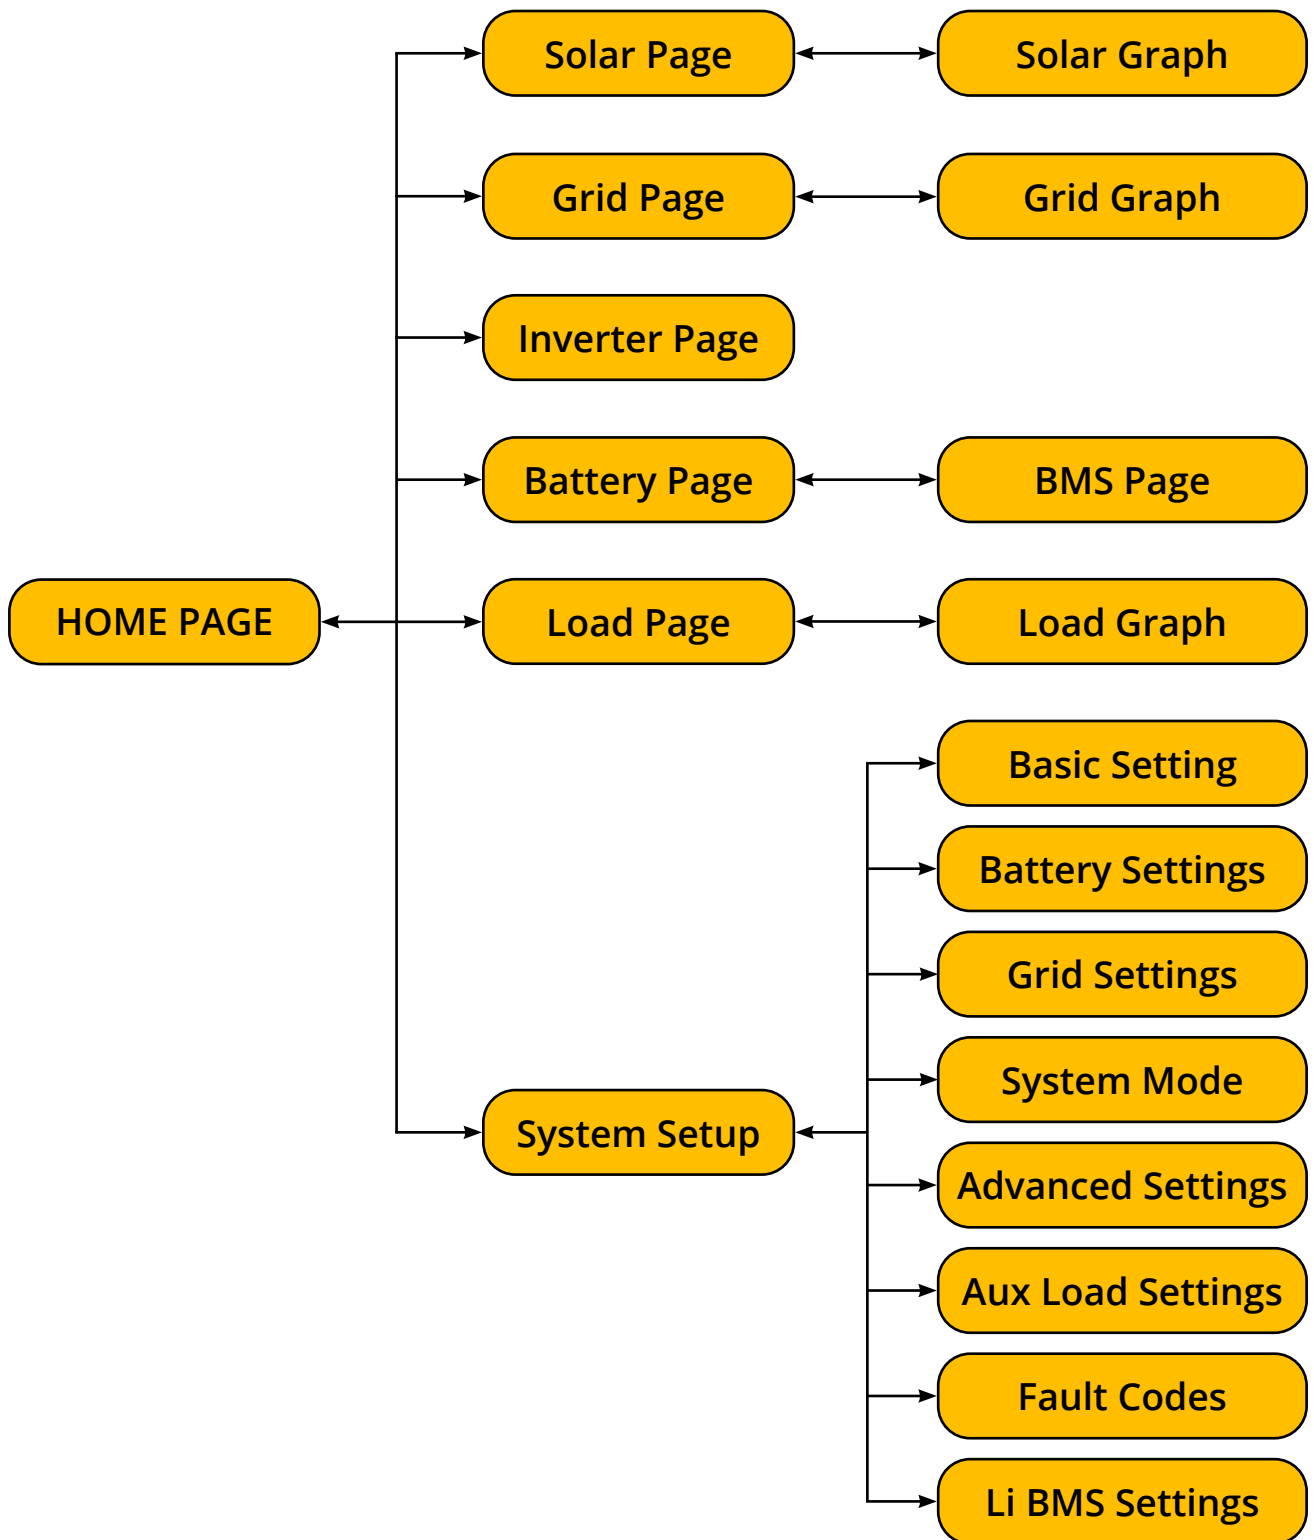 Solar Page
Solar Graph
Grid Page
Grid Graph
Inverter Page
Battery Page
BMS Page
HOME PAGE
Load Page
Load Graph
Basic Setting
Battery Settings
Grid Settings
System Mode
System Setup
Advanced Settings
Aux Load Settings
Fault Codes
Li BMS Settings